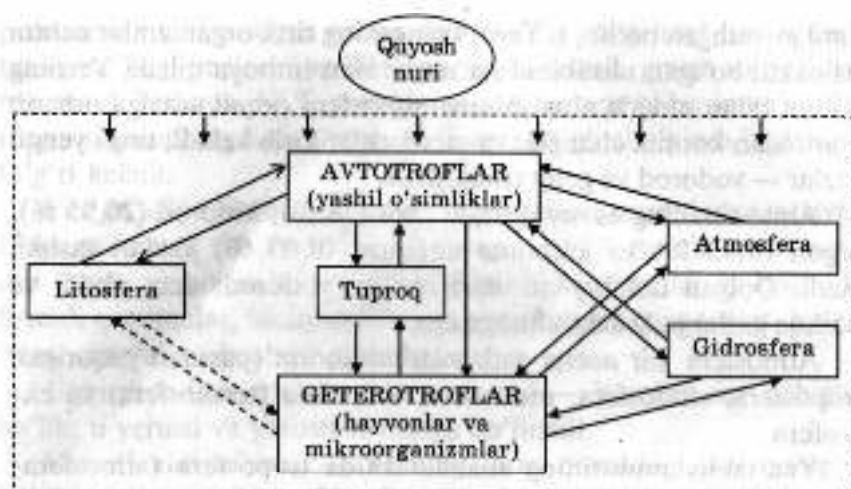 Quyosh
nuri
AVTOTROFLAR
(yashil o'simliklar)
Atmosfera
Litosfera
Tuproq
Gidrosfera
GETEROTROFLAR
(hayvonlar va
mikroorganizmlar)